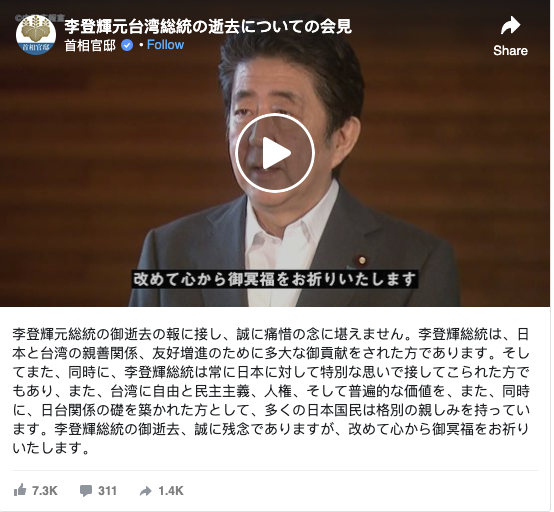 李登輝元台湾総統の逝去についての会見
首相官邸
首相官邸 • Follow
Share
改めて心から御冥福をお祈りいたします
李登輝元総統の御逝去の報に接し、誠に痛惜の念に堪えません。李登輝総統は、日
本と台湾の親善関係、友好増進のために多大な御貢献をされた方であります。そし
てまた、同時に、李登輝総統は常に日本に対して特別な思いで接してこられた方で
もあり、また、台湾に自由と民主主義、人権、そして普遍的な価値を、また、同時
に、日台関係の礎を築かれた方として、多くの日本国民は格別の親しみを持ってい
ます。李登輝総統の御逝去、誠に残念でありますが、改めて心から御冥福をお祈り
いたします。
7.3K 311 1.4K